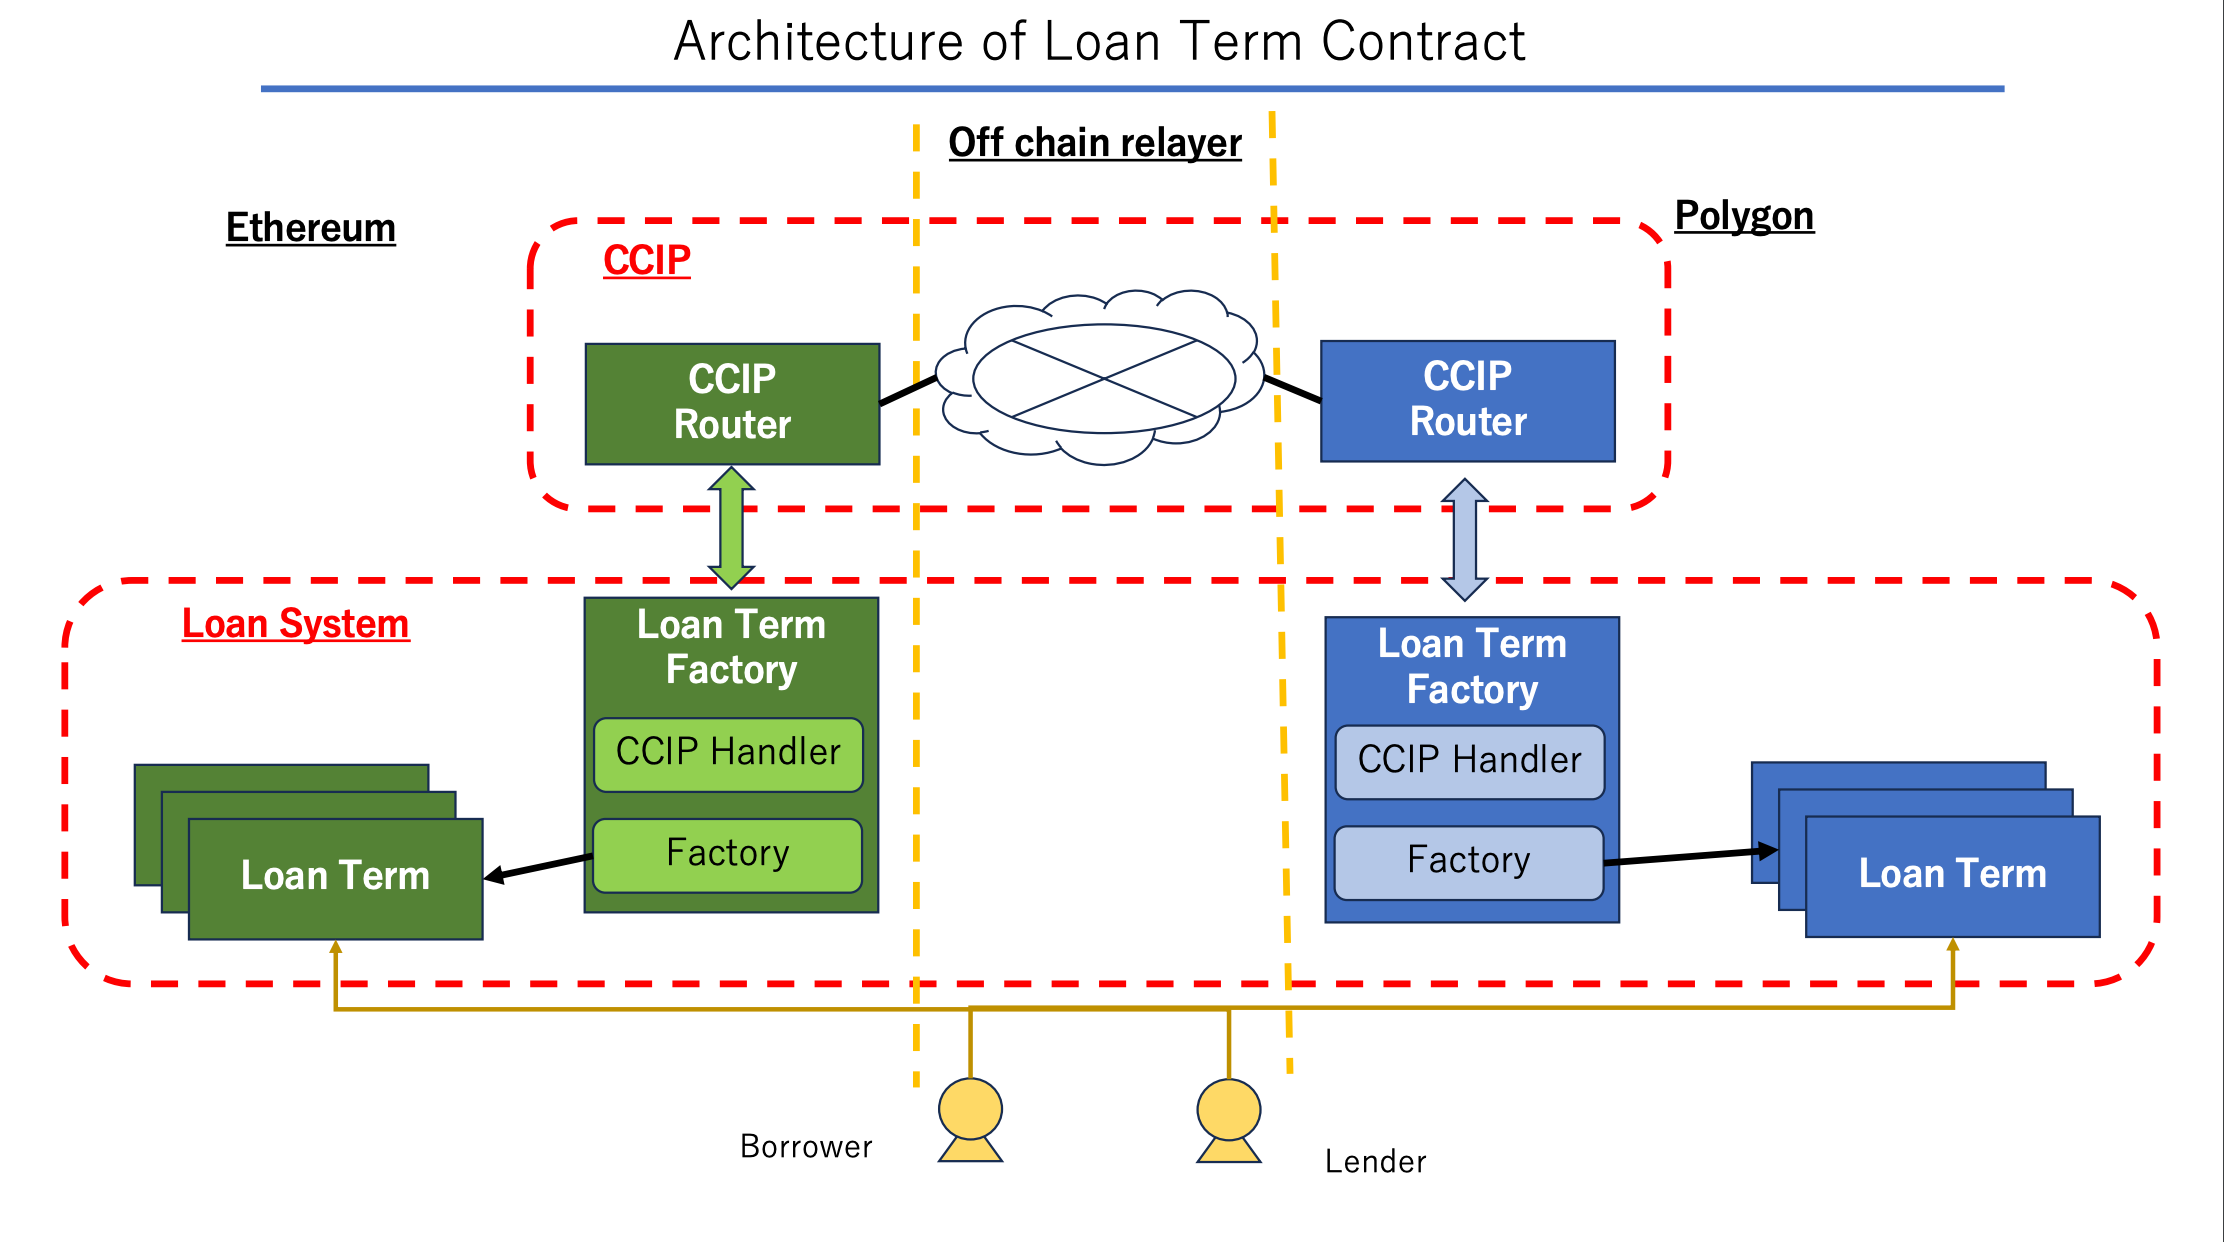 Architecture of Loan Term Contract
Off chain relayer
Ethereum
Polygon
CCIP
CCIP
Router
CCIP
Router
Loan System
Loan Term
Factory
CCIP Handler
Factory
Loan Term
Loan Term
Factory
CCIP Handler
Factory
Loan Term
Borrower
Lender